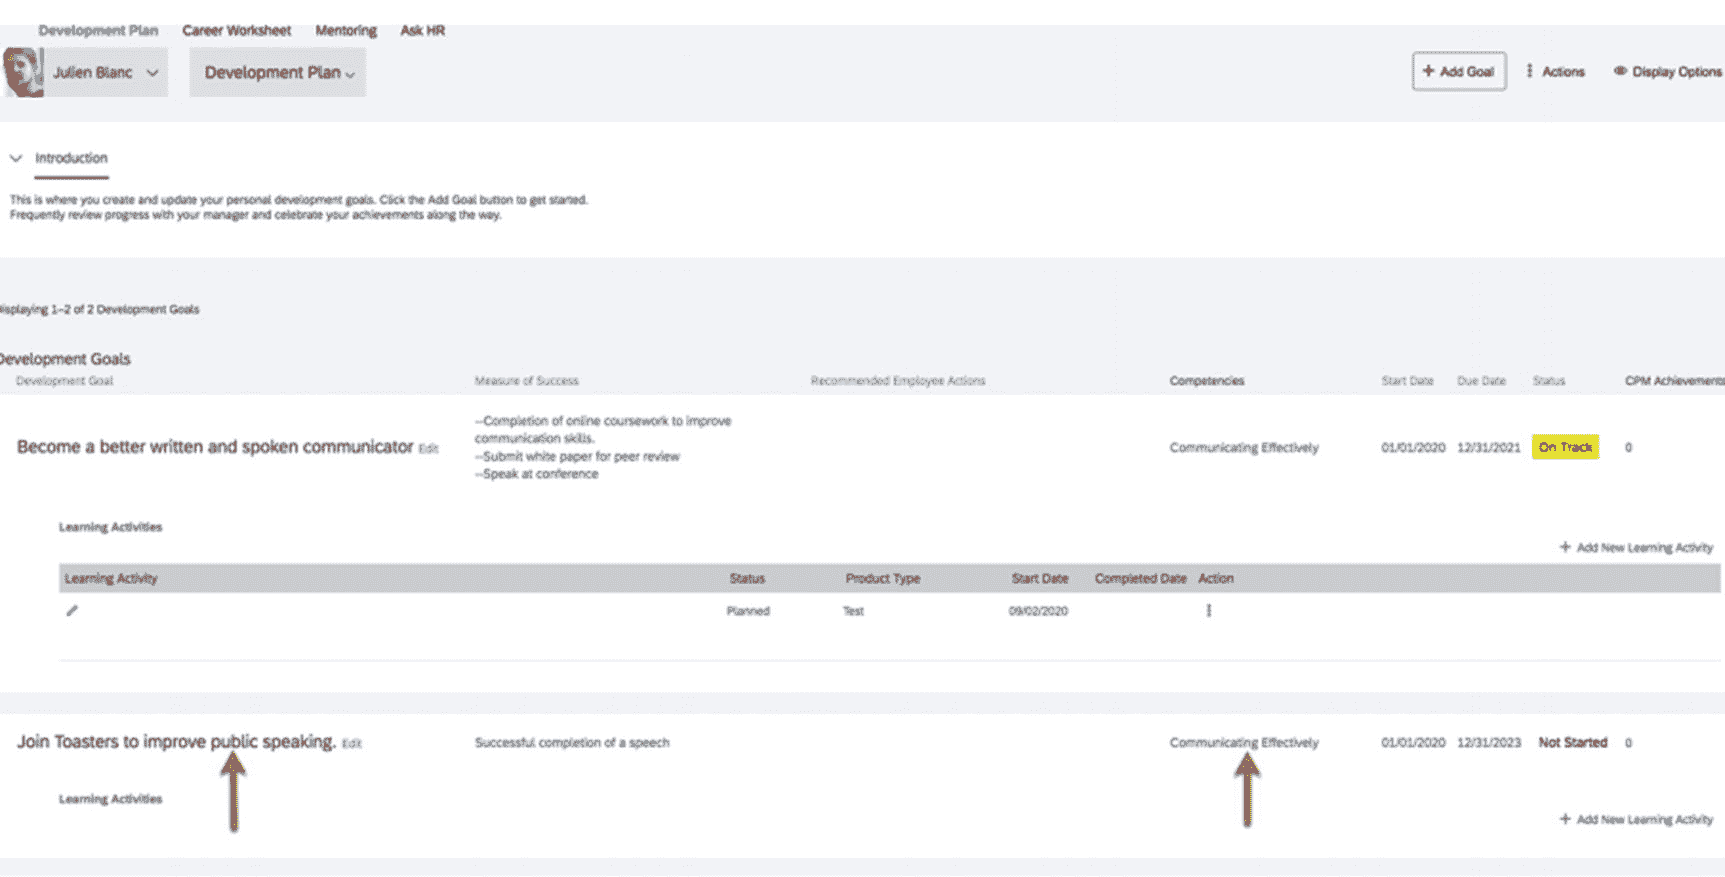 Development Plan Career Worksheet Mentoring Ask HR
Julien Blanc Development Plan + Add Goal Actions Display Options
Introduction
This is where you create and update your personal development goals. Click the Add Goal button to get started.
Frequently review progress with your manager and celebrate your achievements along the way.
isplaying 1-2 of 2 Development Goals
Development Goals
Development Goal Measure of Success Recommended Employee Actions Competencies Start Date Due Date Status CPM Achievements
--Completion of online coursework to improve
communication skills.
Become a better written and spoken communicator Edit Communicating Effectively 01/01/2020 12/31/2021 On Track 0
--Submit white paper for peer review
--Speak at conference
Learning Activities
+ Add New Learning Activity
Learning Activity Status Product Type Start Date Completed Date Action
Planned Test 09/02/2020
Join Toasters to improve public speaking. Edit Successful completion of a speech Communicating Effectively 01/01/2020 12/31/2023 Not Started 0
Learning Activities
+ Add New Learning Activity